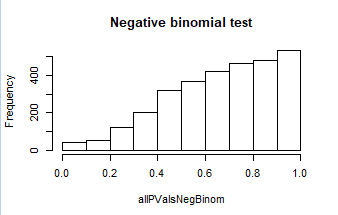 Negative binomial test
Frequency
400
200
0
0.0 0.2 0.4 0.6 0.8 1.0
allPValsNegBinom